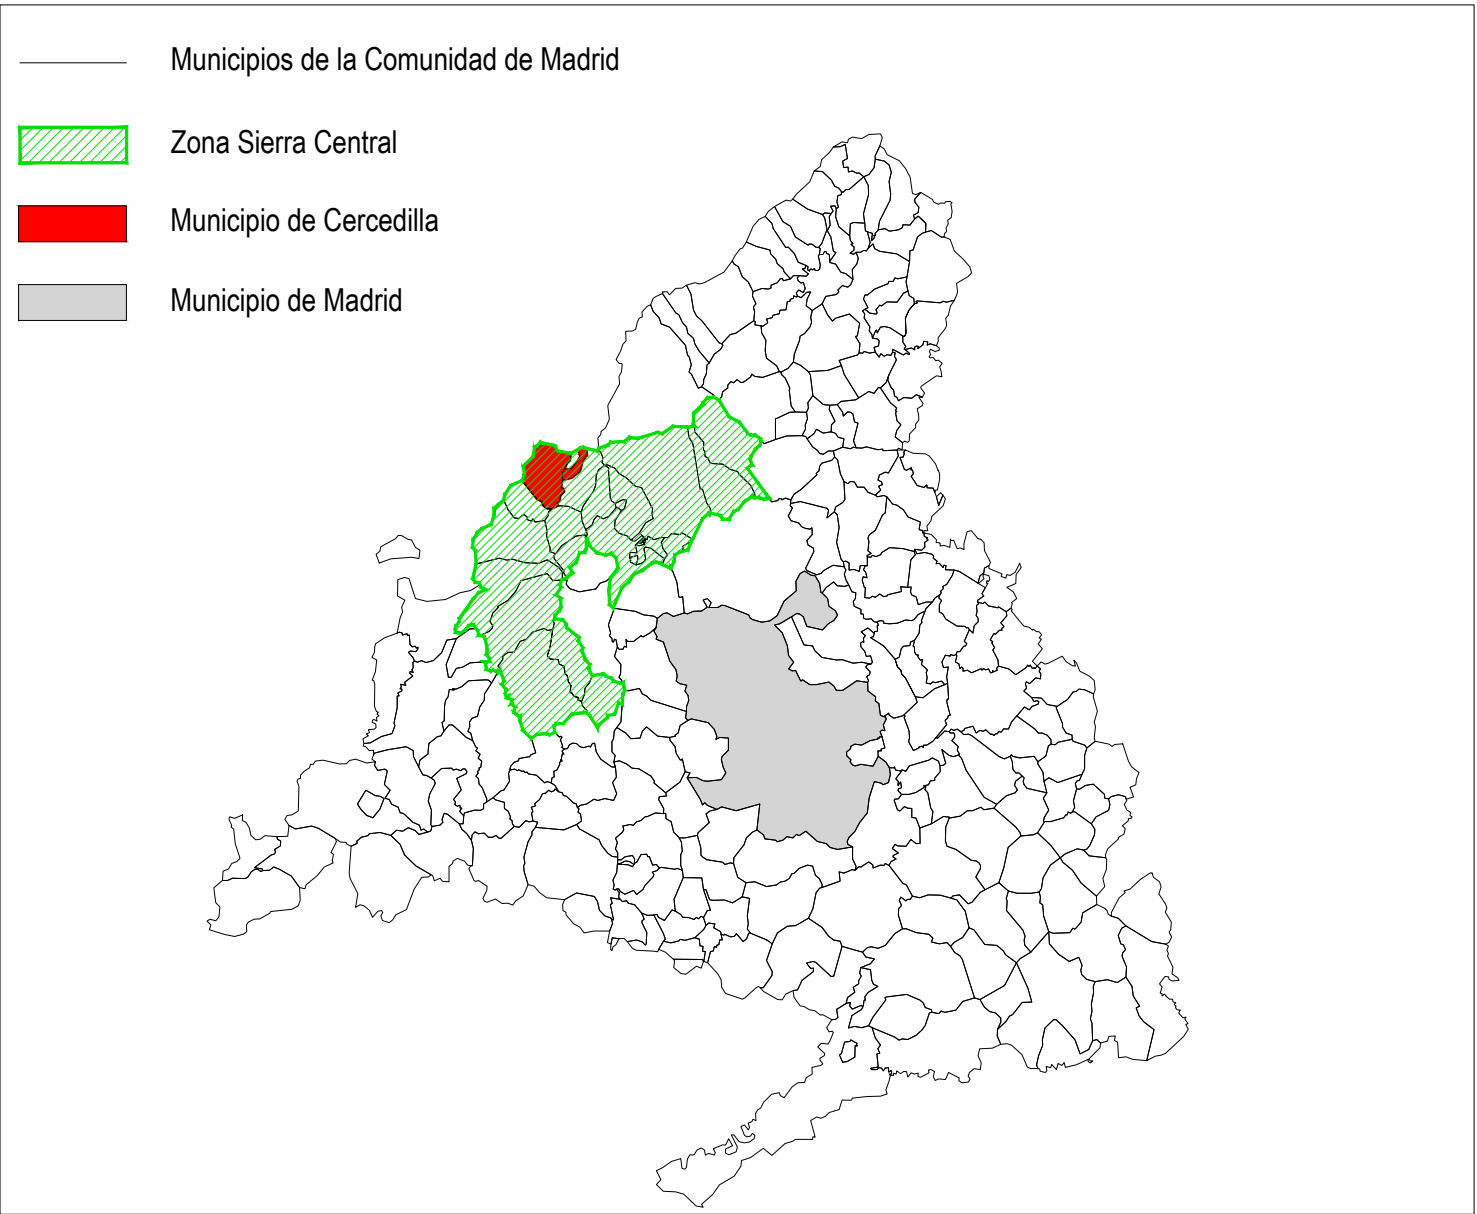 Municipios de la Comunidad de Madrid
Zona Sierra Central
Municipio de Cercedilla
Municipio de Madrid